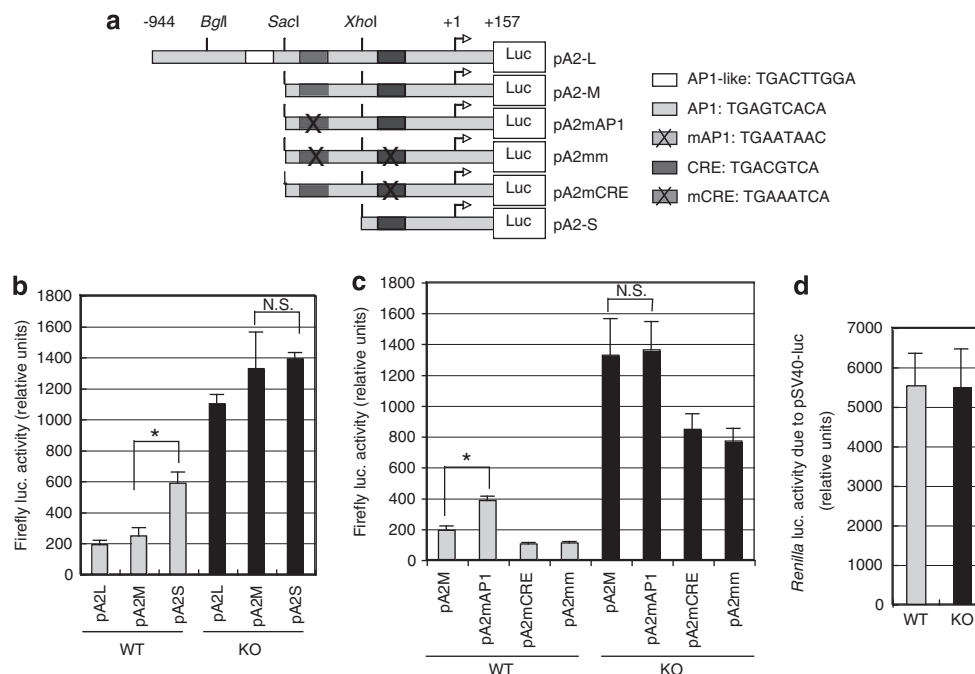 a
-944 BglI SacI XhoI +1 +157
Luc pA2-L
Luc pA2-M
Luc pA2mAP1
Luc pA2mm
Luc pA2mCRE
Luc pA2-S
AP1-like: TGACTTGGA
AP1: TGAGTCACA
mAP1: TGAATAAC
CRE: TGACGTCA
mCRE: TGAAATCA
b
Firefly luc. activity (relative units)
1800
1600
1400
1200
1000
800
600
400
200
0
N.S.
*
pA2L pA2M pA2S pA2L pA2M pA2S
WT KO
c
Firefly luc. activity (relative units)
1800
1600
1400
1200
1000
800
600
400
200
0
N.S.
*
pA2M pA2mAP1 pA2mCRE pA2mm pA2M pA2mAP1 pA2mCRE pA2mm
WT KO
d
Renilla luc. activity due to pSV40-luc
(relative units)
7000
6000
5000
4000
3000
2000
1000
0
WT KO